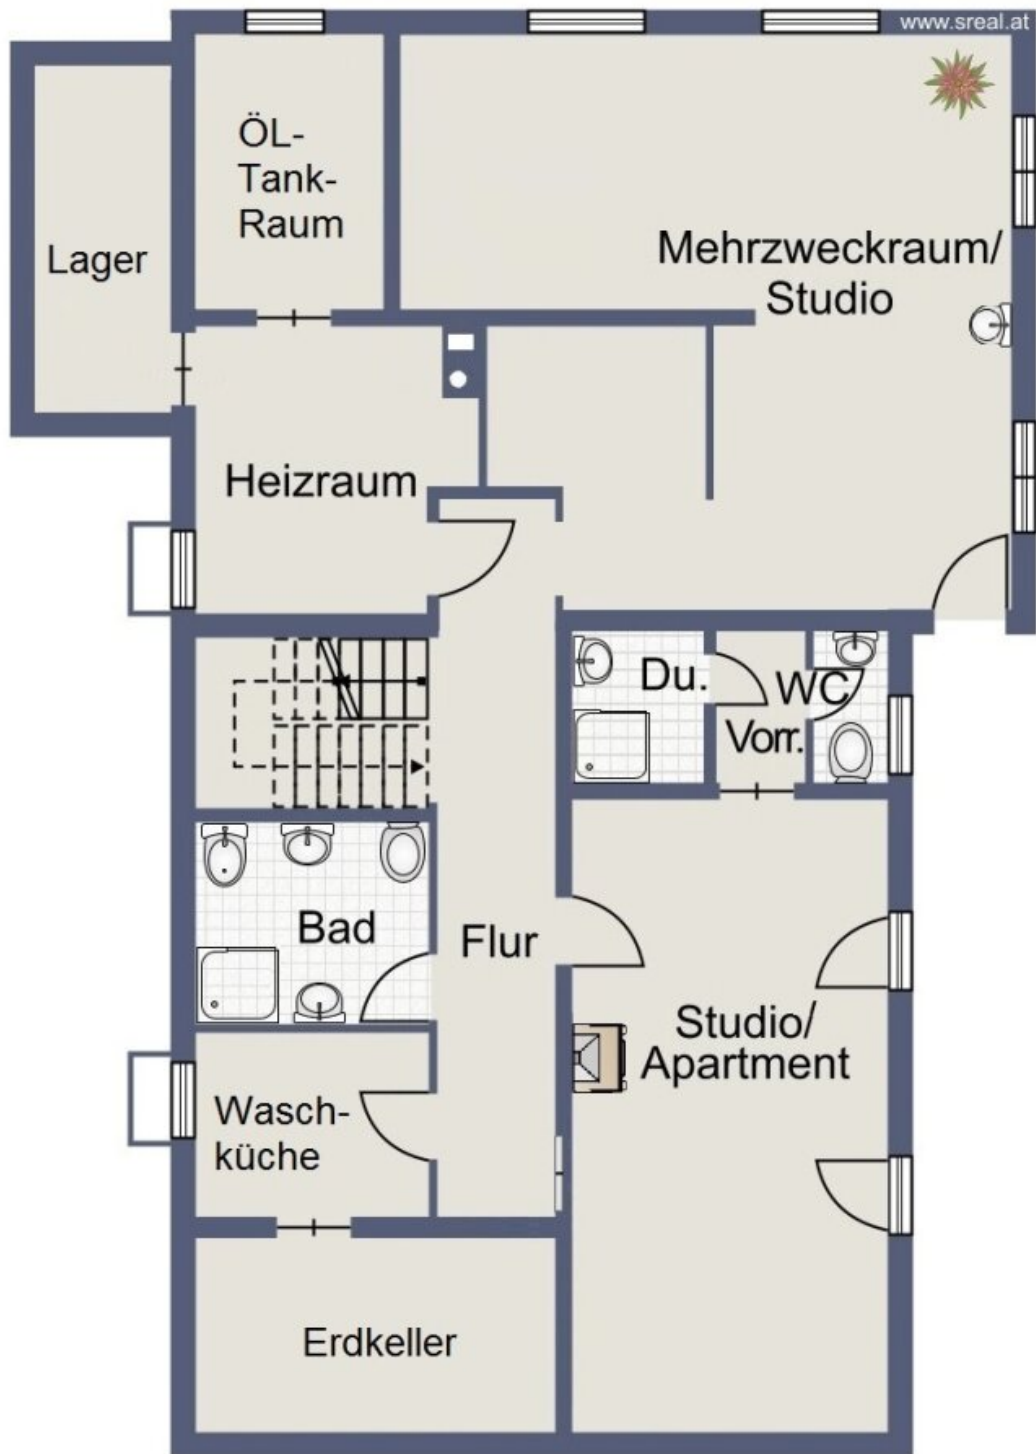 www.sreal.at
ÖL-
Tank-
Raum
Lager
Mehrzweckraum/
Studio
Heizraum
Du.
WC
Vorr.
Bad
Flur
Studio/
Apartment
Wasch-
küche
Erdkeller